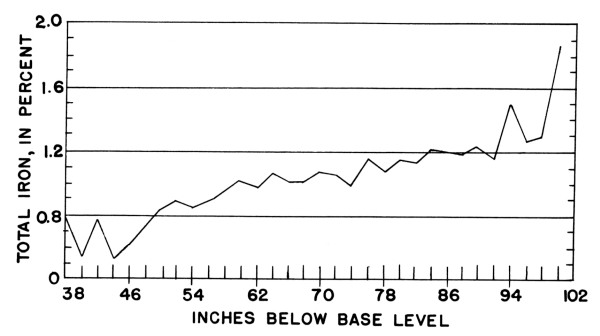 TOTAL IRON, IN PERCENT
2.0
1.6
1.2
0.8
0
38 46 54 62 70 78 86 94 102
INCHES BELOW BASE LEVEL